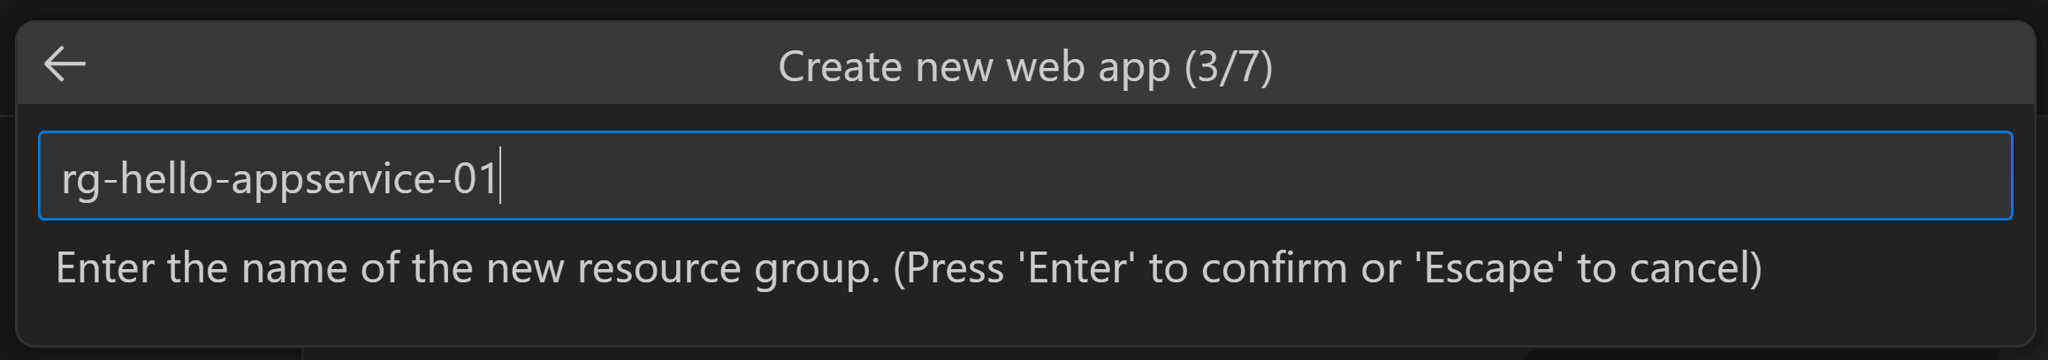 Create new web app (3/7)
rg-hello-appservice-01
Enter the name of the new resource group. (Press 'Enter' to confirm or 'Escape' to cancel)